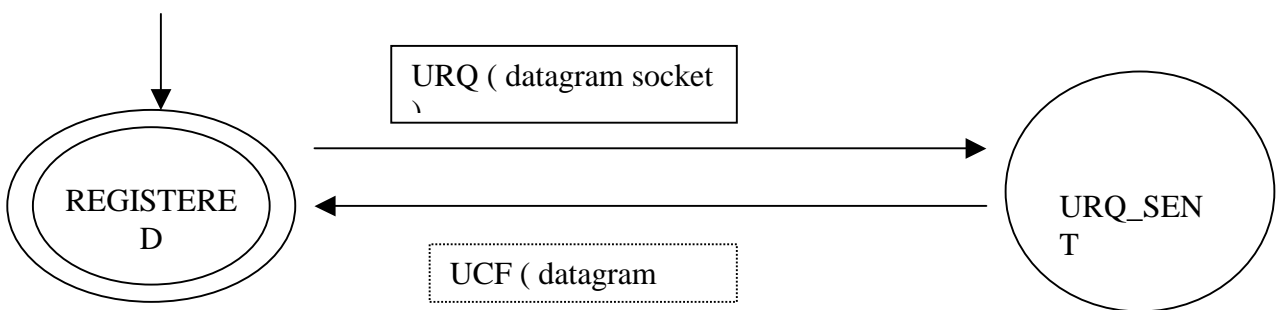 URQ ( datagram socket
)
REGISTERE
D
URQ_SEN
T
UCF ( datagram